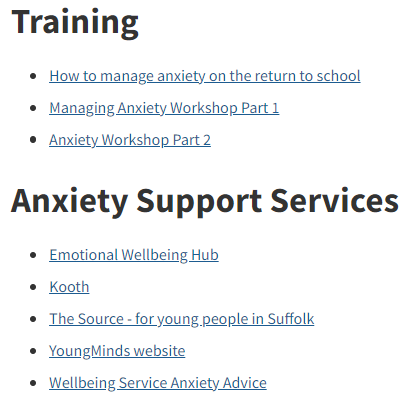 Training
How to manage anxiety on the return to school
Managing Anxiety Workshop Part 1
Anxiety Workshop Part 2
Anxiety Support Services
Emotional Wellbeing Hub
Kooth
The Source - for young people in Suffolk
YoungMinds website
Wellbeing Service Anxiety Advice